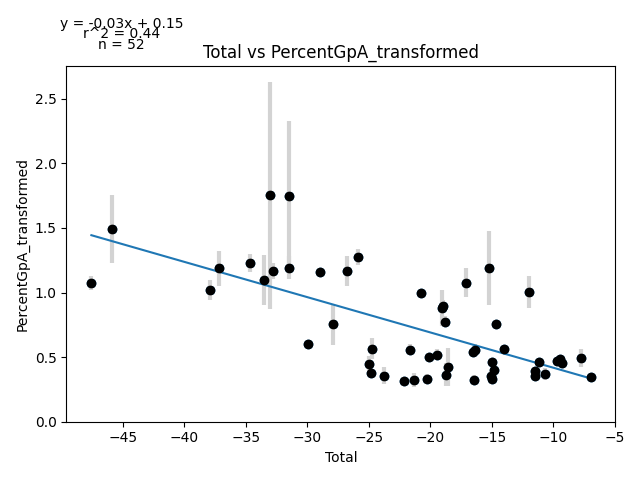 y = -0.03x + 0.15
r^2 = 0.44
n = 52
Total vs PercentGpA_transformed
PercentGpA_transformed
2.5
2.0
1.5
1.0
0.5
0.0
−45 −40 −35 −30 −25 −20 −15 −10 −5
Total